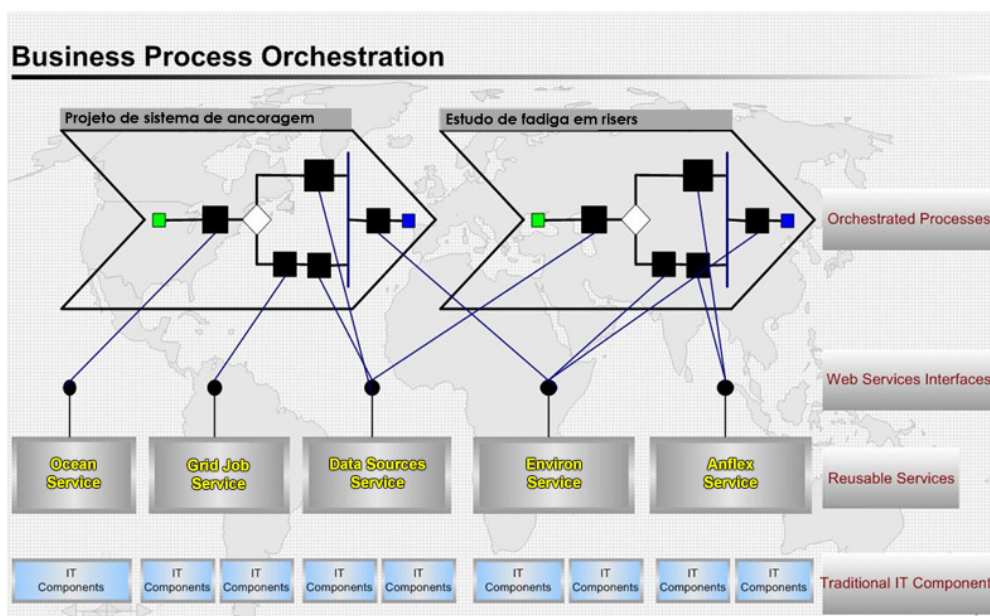 Business Process Orchestration
Projeto de sistema de ancoragem
Estudo de fadiga em risers
Orchestrated Processes
Web Services Interfaces
Ocean
Service
Grid Job
Service
Data Sources
Service
Environ
Service
Anflex
Service
Reusable Services
IT
Components
IT
Components
IT
Components
IT
Components
IT
Components
IT
Components
IT
Components
IT
Components
IT
Components
Traditional IT Component